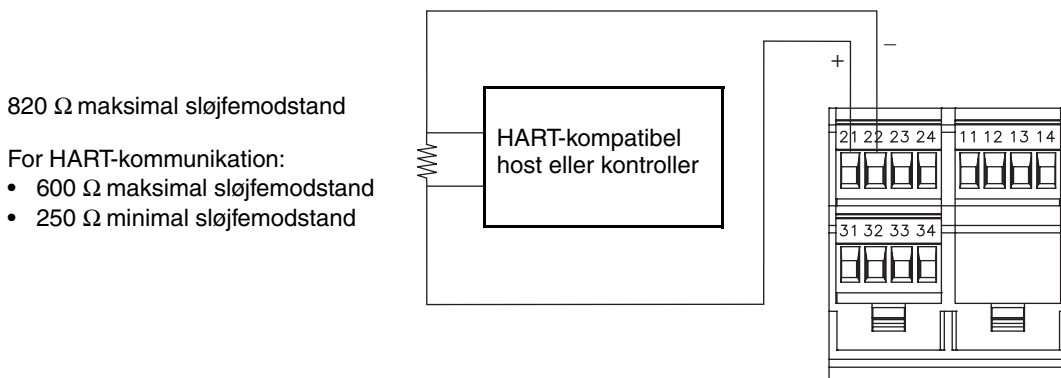 820 Ω maksimal sløjfemodstand
For HART-kommunikation:
• 600 Ω maksimal sløjfemodstand
• 250 Ω minimal sløjfemodstand
HART-kompatibel
host eller kontroller
+
–
21 22 23 24
11 12 13 14
31 32 33 34